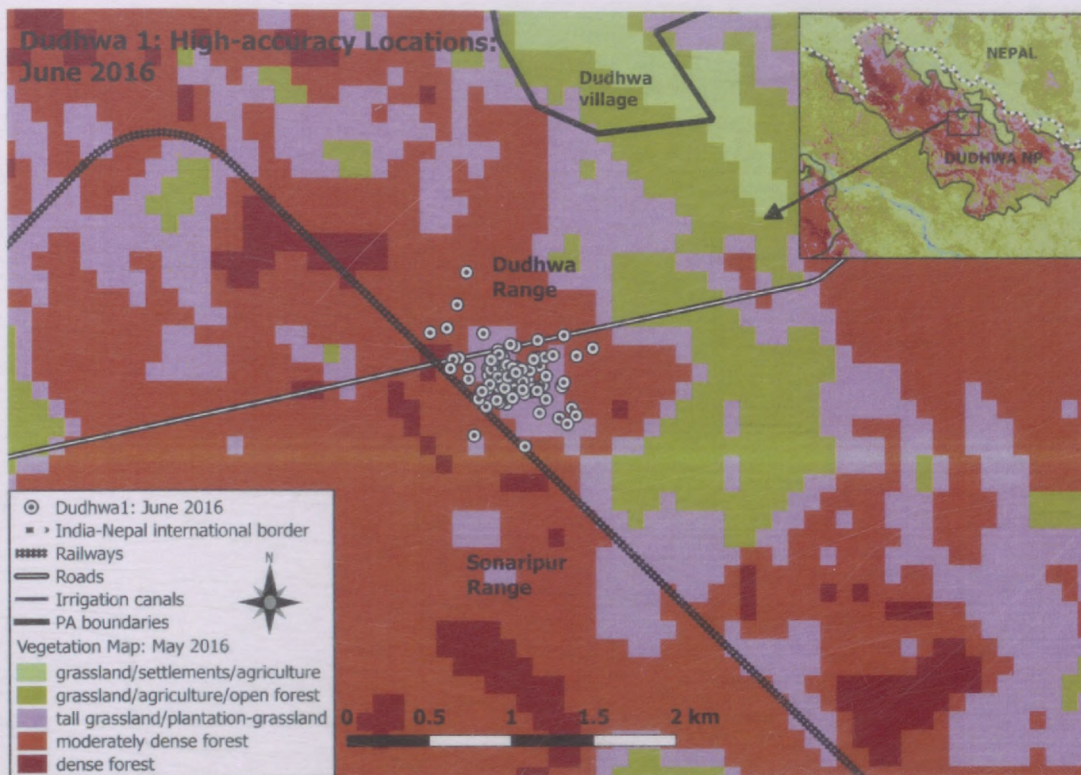 Dudhwa 1: High-accuracy Locations:
June 2016
Dudhwa
village
NEPAL
DUDHWA NP
Dudhwa
Range
Sonaripur
Range
Dudhwa1: June 2016
India-Nepal international border
Railways
Roads
Irrigation canals
PA boundaries
N
Vegetation Map: May 2016
grassland/settlements/agriculture
grassland/agriculture/open forest
tall grassland/plantation-grassland
moderately dense forest
dense forest
0 0.5 1 1.5 2 km